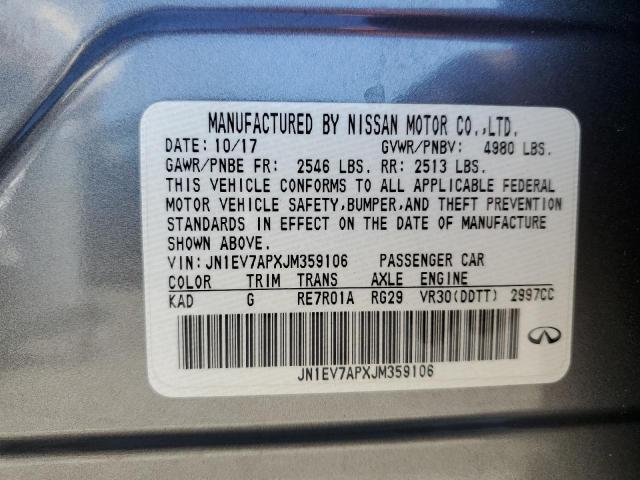 MANUFACTURED BY NISSAN MOTOR CO.,LTD.
DATE: 10/17 GVWR/PNBV: 4980 LBS.
GAWR/PNBE FR: 2546 LBS. RR: 2513 LBS.
THIS VEHICLE CONFORMS TO ALL APPLICABLE FEDERAL
MOTOR VEHICLE SAFETY,BUMPER,AND THEFT PREVENTION
STANDARDS IN EFFECT ON THE DATE OF MANUFACTURE
SHOWN ABOVE.
VIN: JN1EV7APXJM359106 PASSENGER CAR
COLOR TRIM TRANS AXLE ENGINE
KAD G RE7R01A RG29 VR30(DDTT) 2997CC
JN1EV7APXJM359106